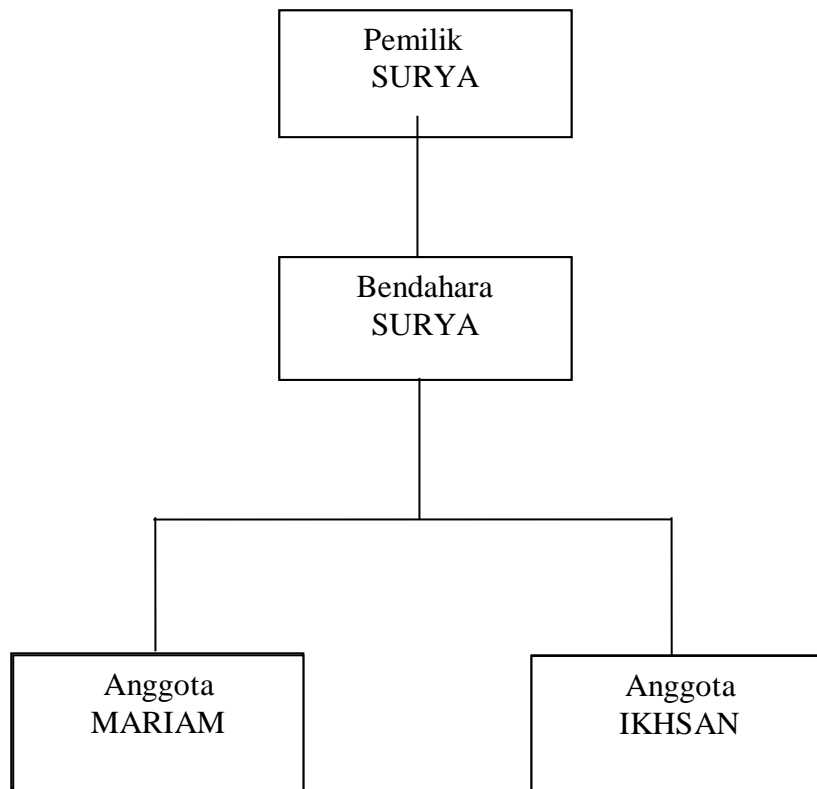 Pemilik
SURYA
Bendahara
SURYA
Anggota
MARIAM
Anggota
IKHSAN